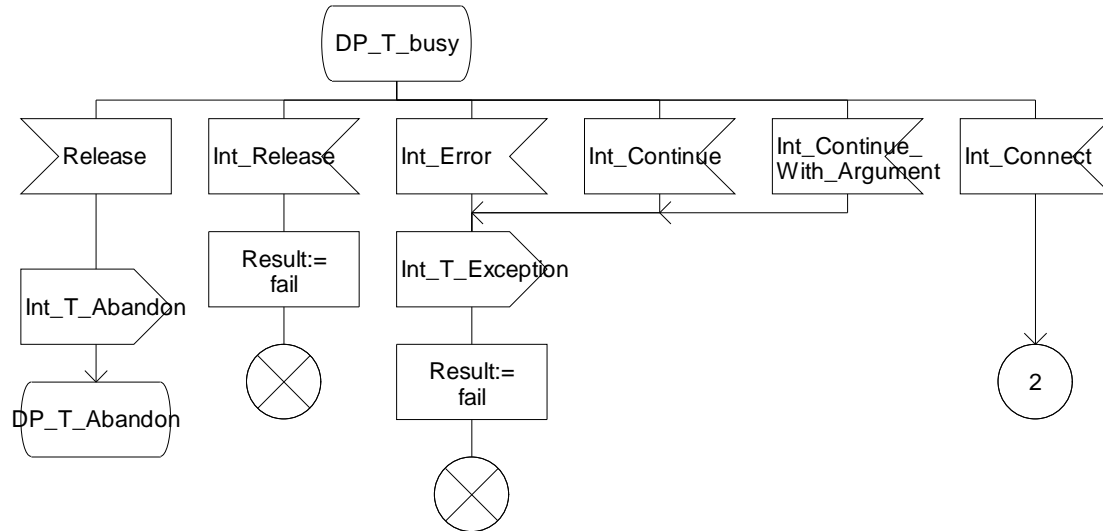 DP_T_busy
Release
Int_Release
Int_Error
Int_Continue
Int_Continue_
With_Argument
Int_Connect
Int_T_Abandon
Result:=
fail
Int_T_Exception
DP_T_Abandon
Result:=
fail
2